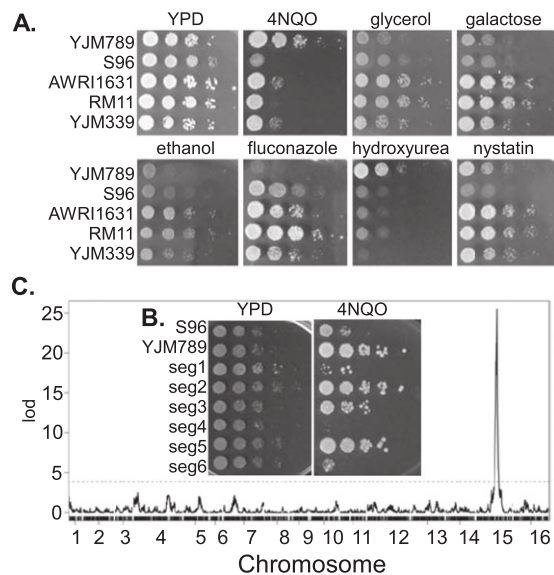 A.
YPD 4NQO glycerol galactose
YJM789
S96
AWRI1631
RM11
YJM339
ethanol fluconazole hydroxyurea nystatin
YJM789
S96
AWRI1631
RM11
YJM339
C.
B.
YPD 4NQO
S96
YJM789
seg1
seg2
seg3
seg4
seg5
seg6
lod
25
20
15
10
5
0
1 2 3 4 5 6 7 8 9 10 11 12 13 14 15 16
Chromosome